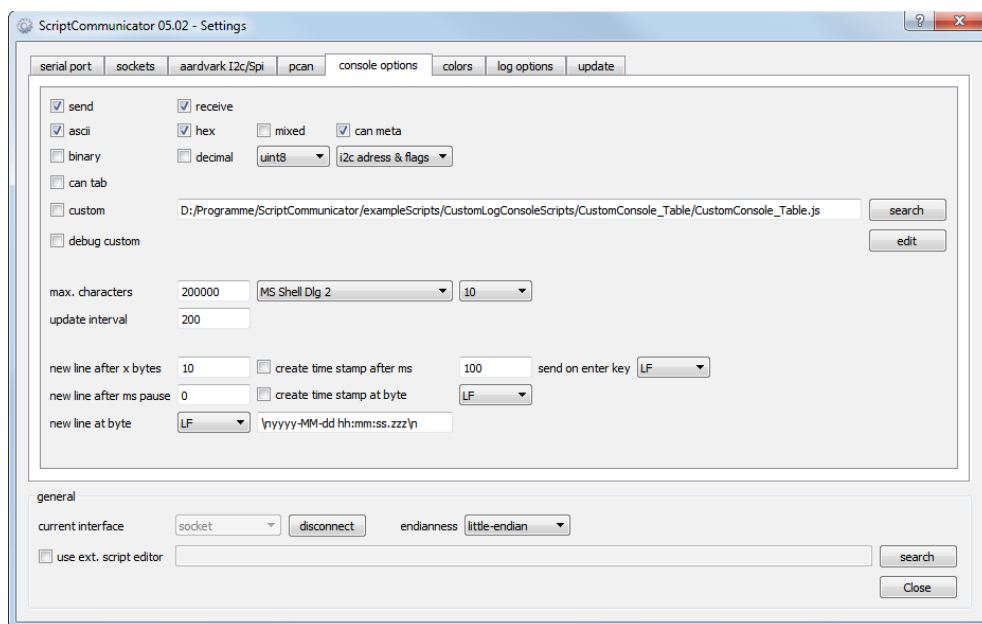 ScriptCommunicator 05.02 - Settings
serial port sockets aardvark I2c/Spi pcan console options colors log options update
send receive
ascii hex mixed can meta
binary decimal uint8 i2c adress & flags
can tab
custom D:/Programme/ScriptCommunicator/exampleScripts/CustomLogConsoleScripts/CustomConsole_Table/CustomConsole_Table.js search
debug custom edit
max. characters 200000 MS Shell Dlg 2 10
update interval 200
new line after x bytes 10 create time stamp after ms 100 send on enter key LF
new line after ms pause 0 create time stamp at byte LF
new line at byte LF \nyyyy-MM-dd hh:mm:ss.zzz\n
general
current interface socket disconnect endianness little-endian
use ext. script editor search
Close